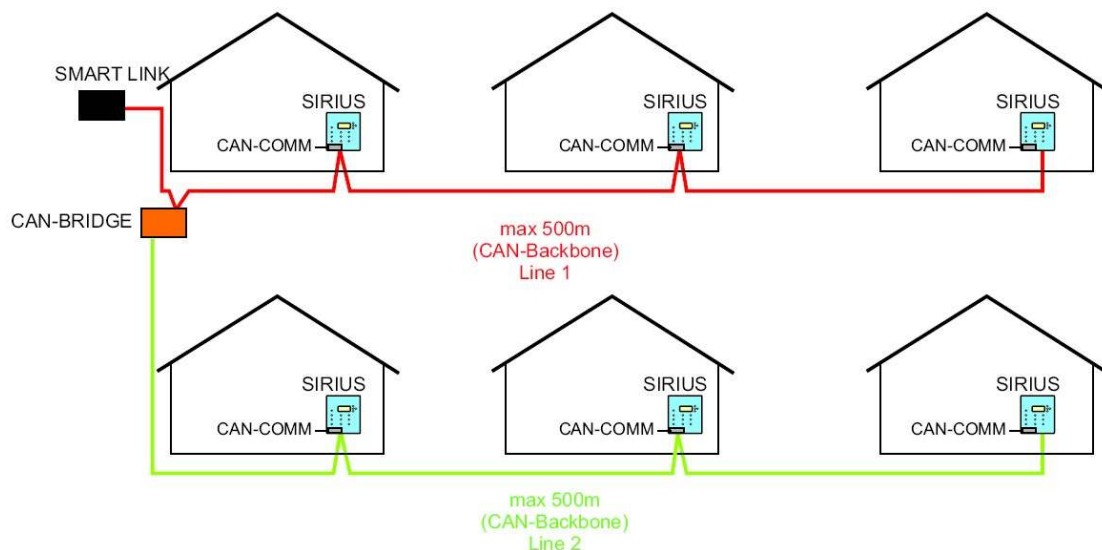 SMART LINK
SIRIUS
CAN-COMM
SIRIUS
CAN-COMM
SIRIUS
CAN-COMM
CAN-BRIDGE
max 500m
(CAN-Backbone)
Line 1
SIRIUS
CAN-COMM
SIRIUS
CAN-COMM
SIRIUS
CAN-COMM
max 500m
(CAN-Backbone)
Line 2